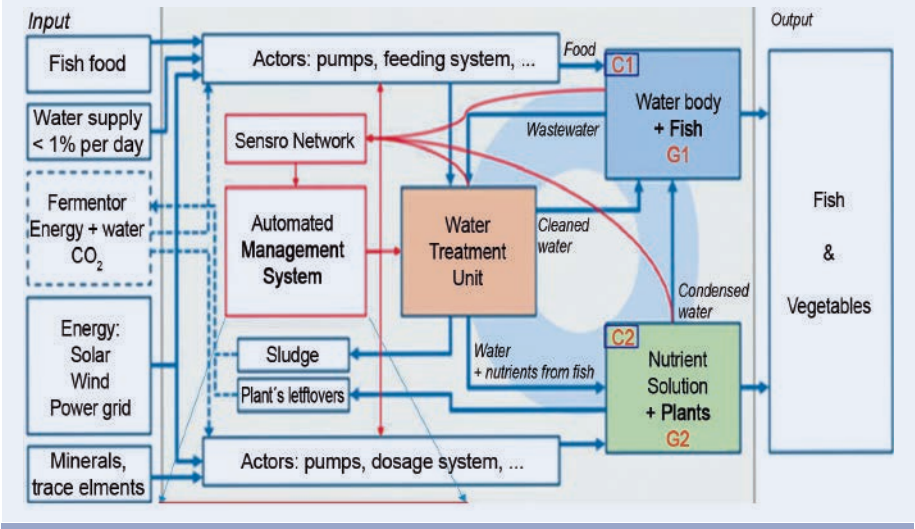 Input
Output
Fish food
Actors: pumps, feeding system, ...
Food
C1
Water body
+ Fish
G1
Water supply
< 1% per day
Sensro Network
Wastewater
Fermentor
Energy + water
CO2
Automated
Management
System
Water
Treatment
Unit
Cleaned
water
Condensed
water
Fish
&
Vegetables
Energy:
Solar
Wind
Power grid
Sludge
Plant´s leftflovers
Water
+ nutrients from fish
C2
Nutrient
Solution
+ Plants
G2
Minerals,
trace elments
Actors: pumps, dosage system, ...